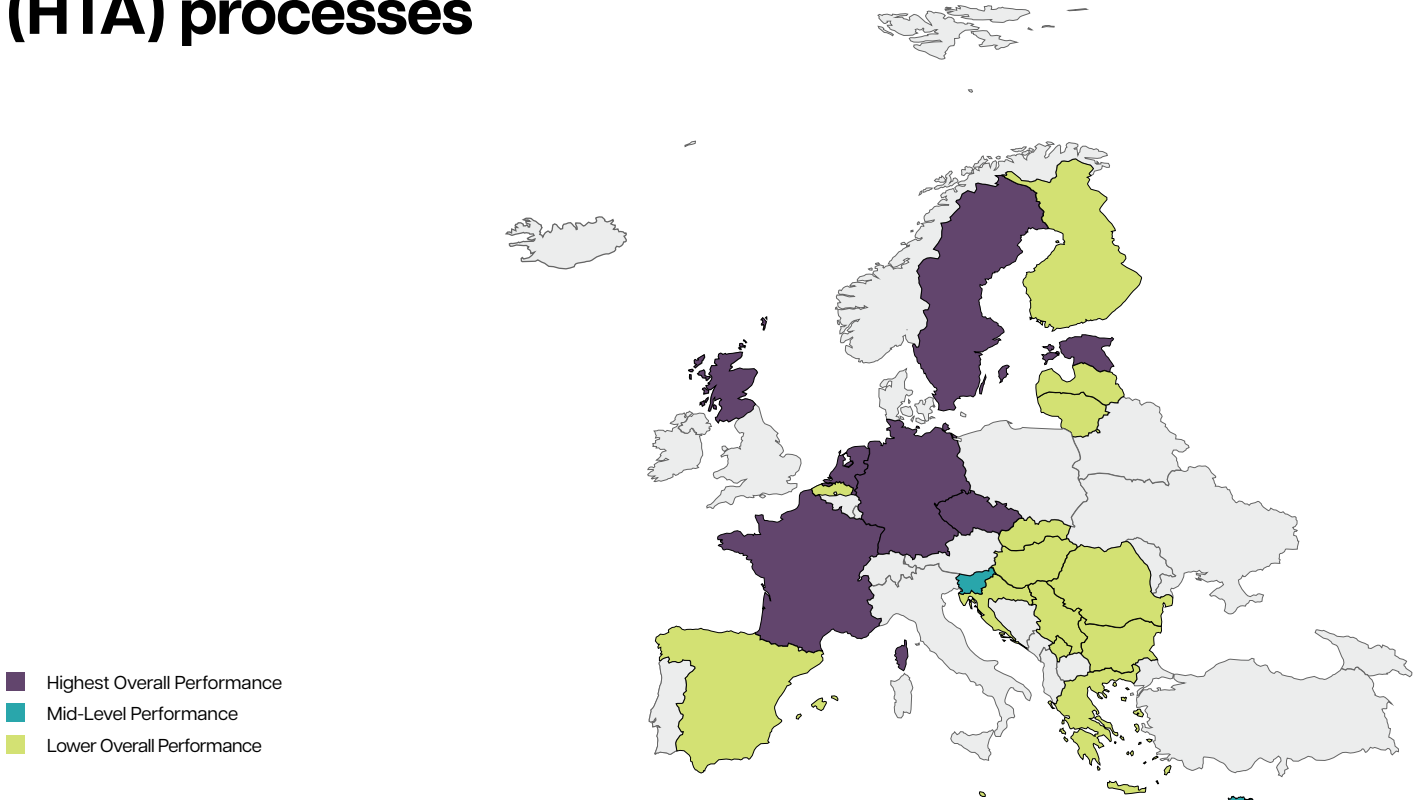 (HTA) processes
Highest Overall Performance
Mid-Level Performance
Lower Overall Performance